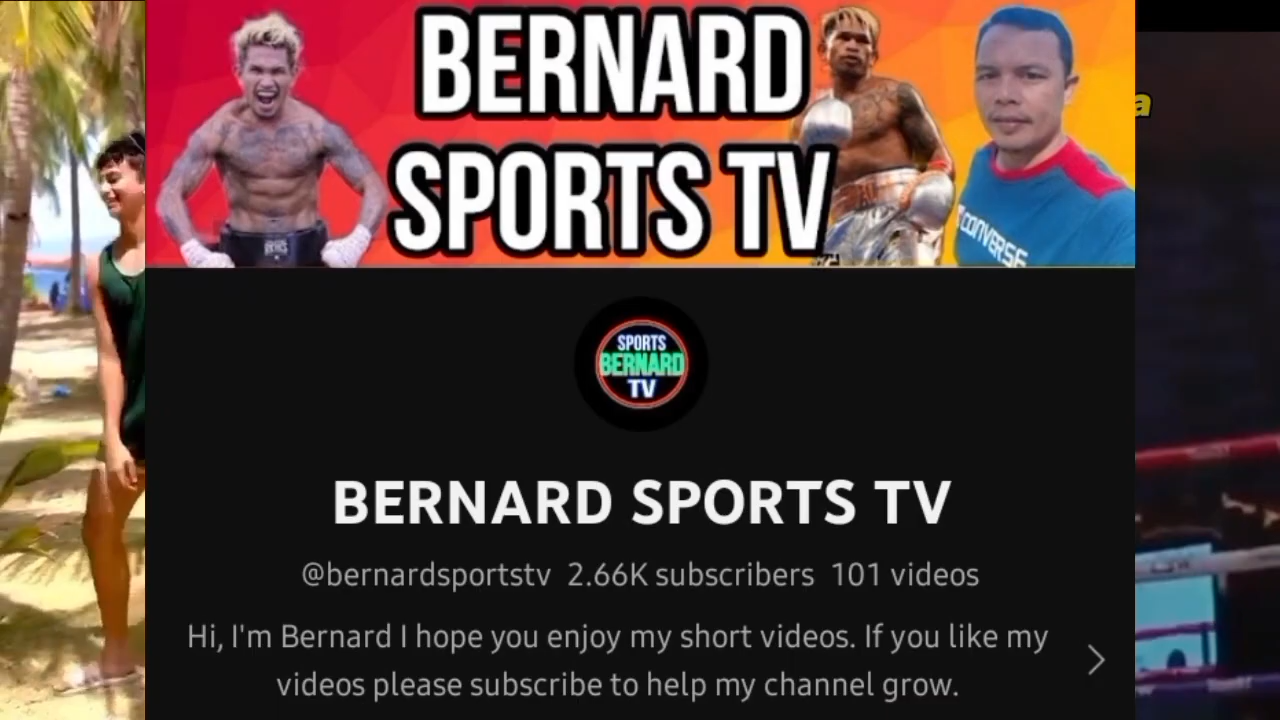 BERNARD
SPORTS TV
CONVERSE
a
SPORTS
BERNARD
TV
BERNARD SPORTS TV
@bernardsportstv 2.66K subscribers 101 videos
Hi, I'm Bernard I hope you enjoy my short videos. If you like my
videos please subscribe to help my channel grow.